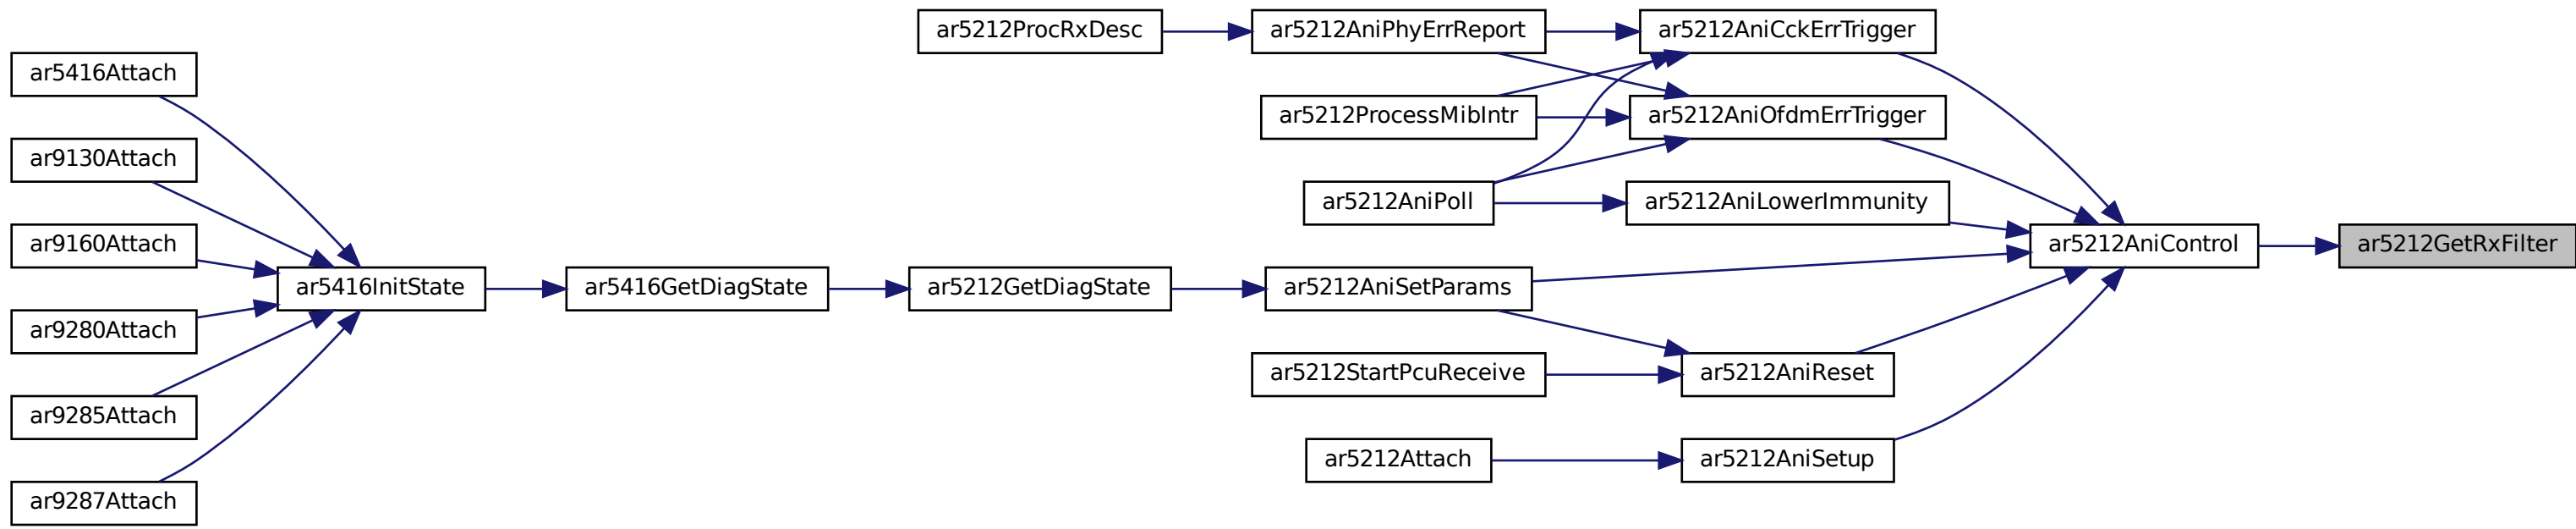 ar5416Attach
ar9130Attach
ar9160Attach
ar9280Attach
ar9285Attach
ar9287Attach
ar5416InitState
ar5416GetDiagState
ar5212ProcRxDesc
ar5212GetDiagState
ar5212AniPhyErrReport
ar5212ProcessMibIntr
ar5212AniPoll
ar5212AniSetParams
ar5212StartPcuReceive
ar5212Attach
ar5212AniCckErrTrigger
ar5212AniOfdmErrTrigger
ar5212AniLowerImmunity
ar5212AniReset
ar5212AniSetup
ar5212AniControl
ar5212GetRxFilter